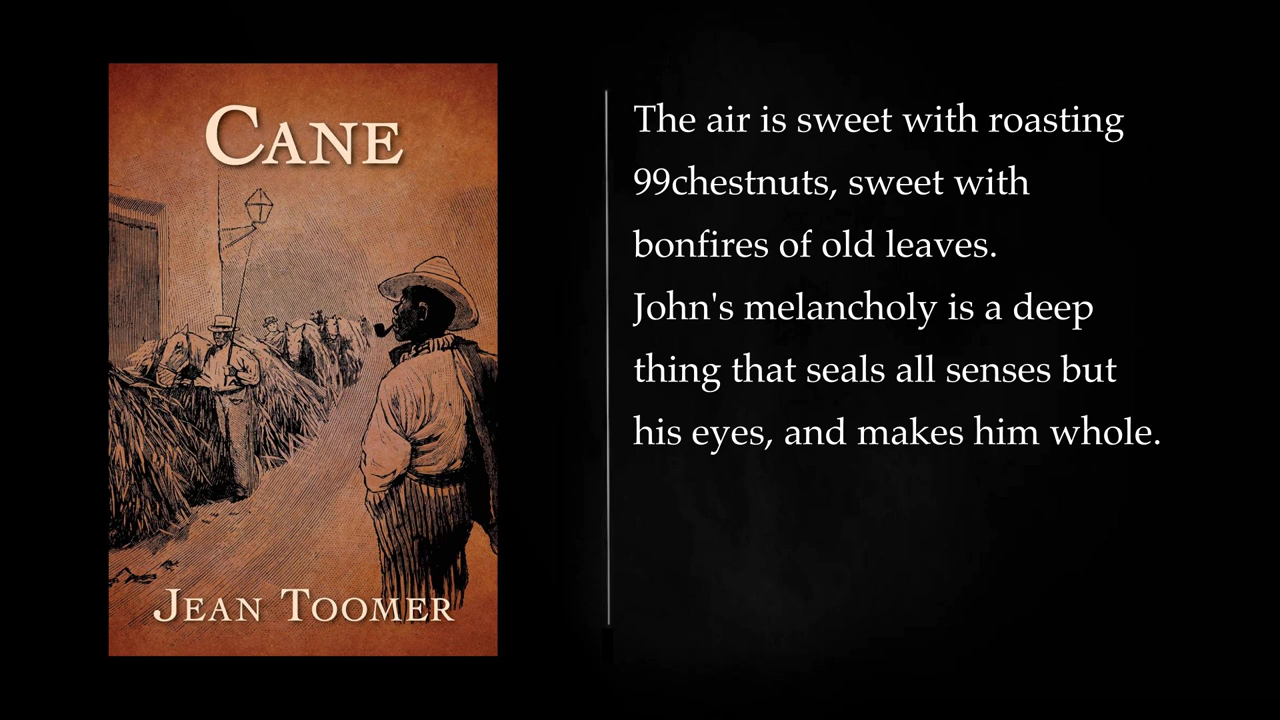 CANE
JEAN TOOMER
The air is sweet with roasting
99chestnuts, sweet with
bonfires of old leaves.
John's melancholy is a deep
thing that seals all senses but
his eyes, and makes him whole.